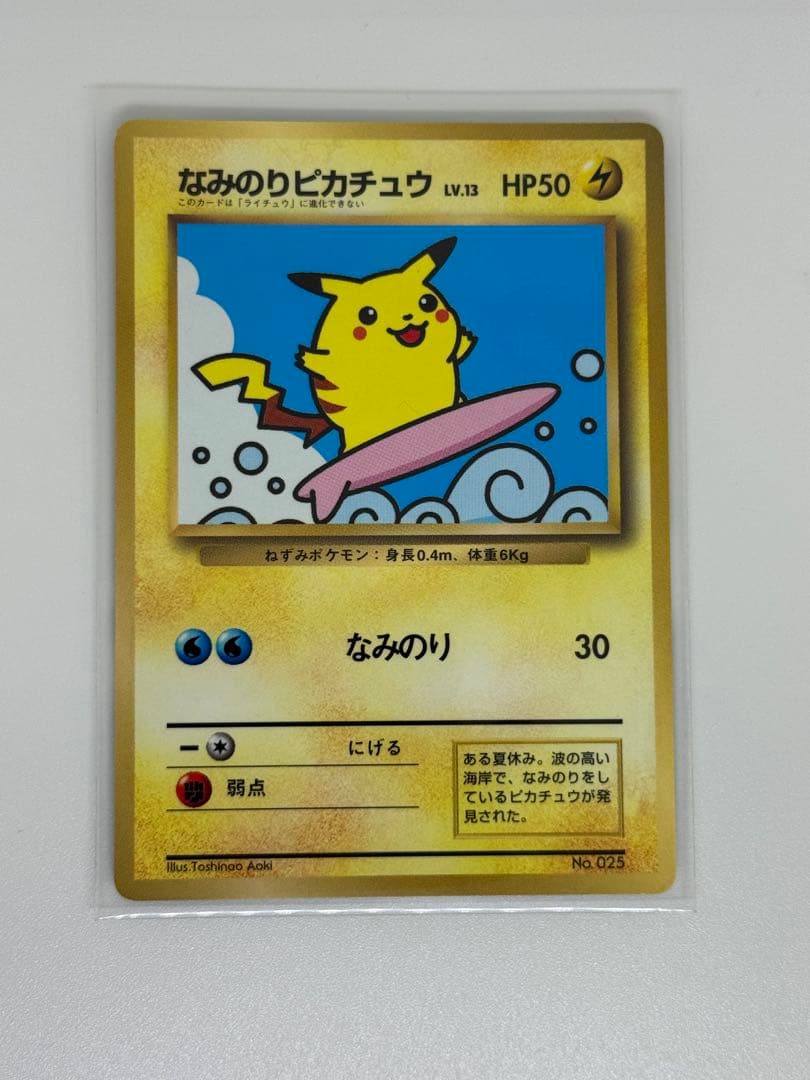 なみのりピカチュウ LV.13 HP50
このカードは「ライチュウ」に進化できない
ねずみポケモン：身長0.4m、体重6Kg
なみのり 30
にげる
弱点
ある夏休み。波の高い
海岸で、なみのりをし
ているピカチュウが発
見された。
Illus.Toshinao Aoki
No. 025